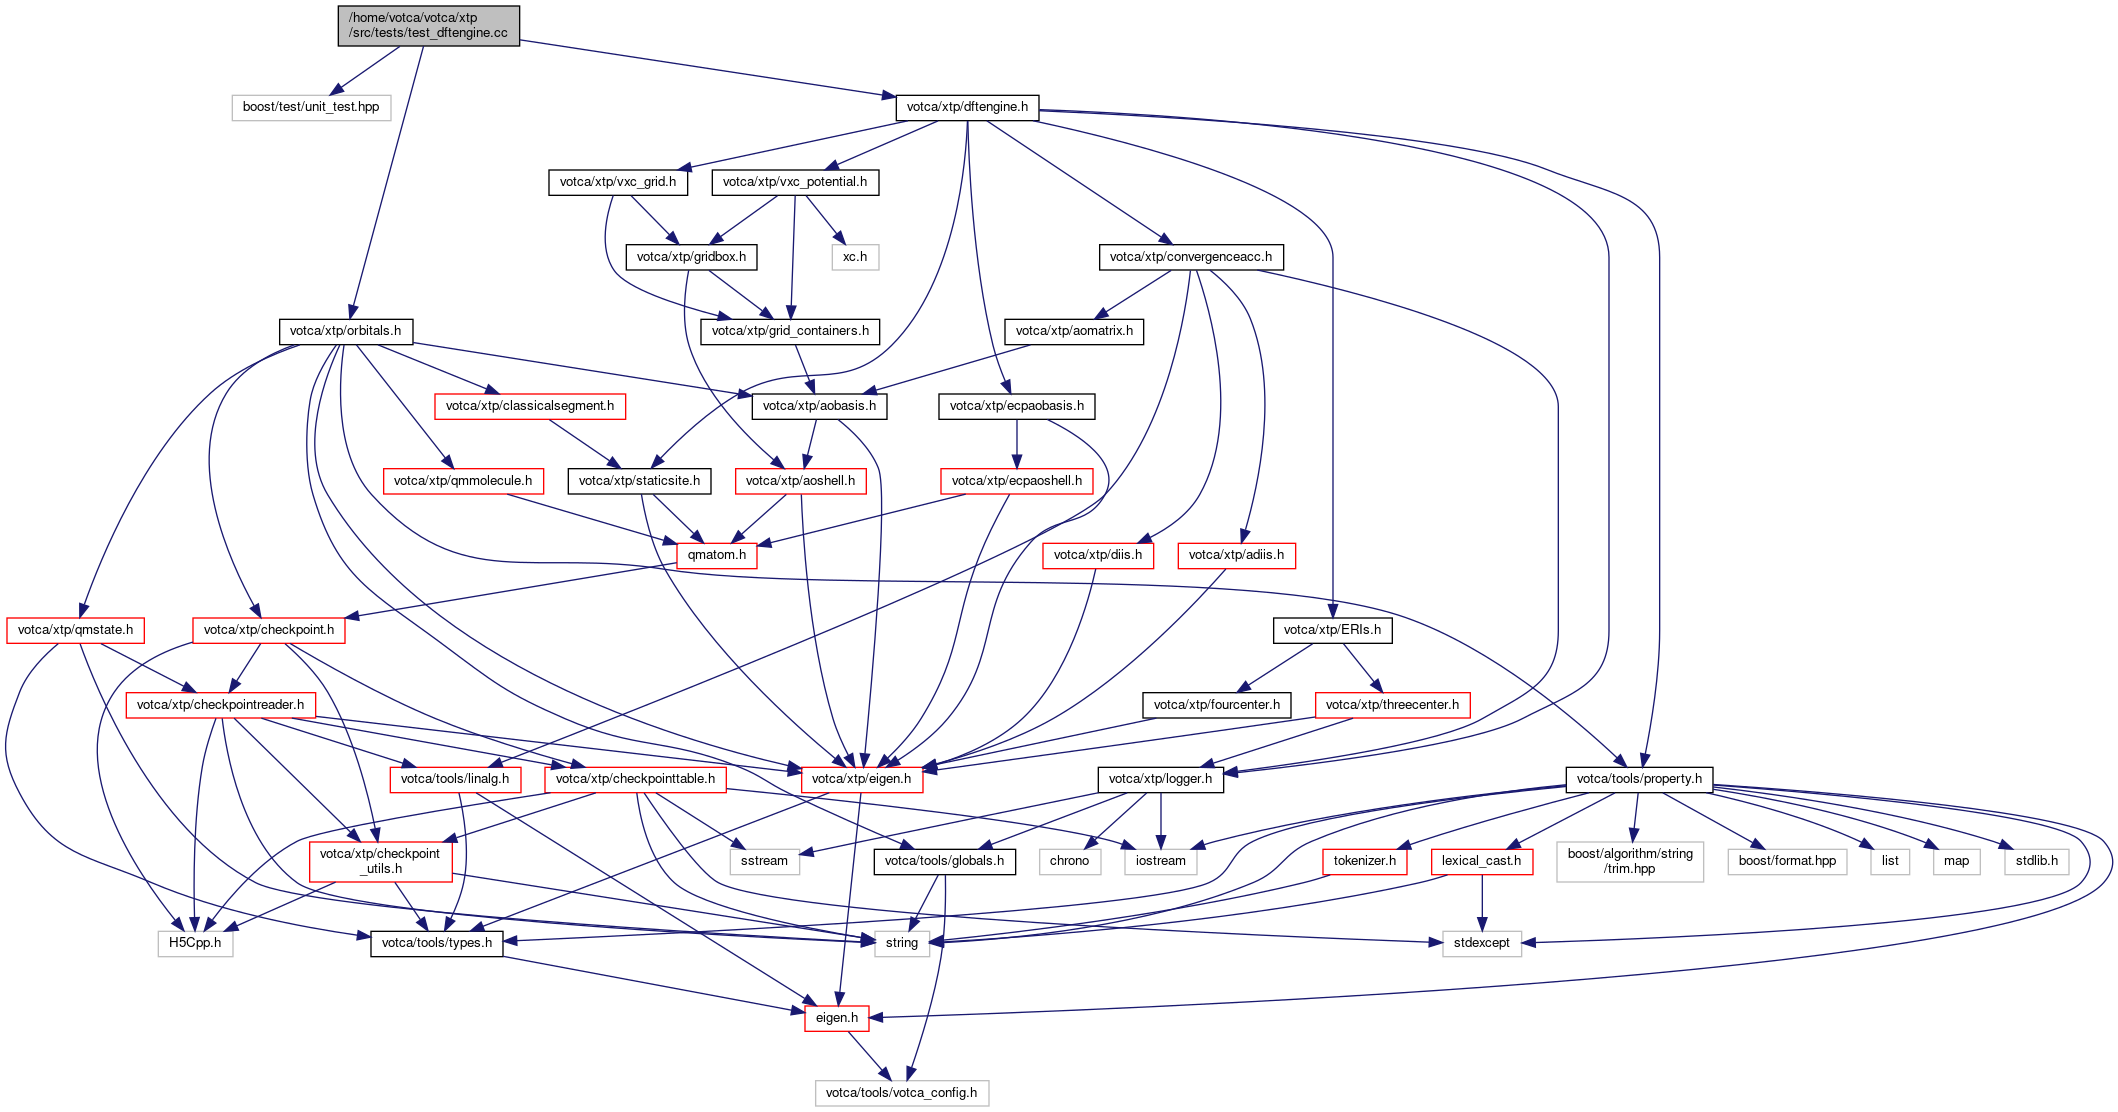 /home/votca/votca/xtp
/src/tests/test_dftengine.cc
boost/test/unit_test.hpp
votca/xtp/dftengine.h
votca/xtp/vxc_grid.h
votca/xtp/vxc_potential.h
votca/xtp/gridbox.h
xc.h
votca/xtp/convergenceacc.h
votca/xtp/orbitals.h
votca/xtp/grid_containers.h
votca/xtp/aomatrix.h
votca/xtp/classicalsegment.h
votca/xtp/aobasis.h
votca/xtp/ecpaobasis.h
votca/xtp/qmmolecule.h
votca/xtp/staticsite.h
votca/xtp/aoshell.h
votca/xtp/ecpaoshell.h
qmatom.h
votca/xtp/diis.h
votca/xtp/adiis.h
votca/xtp/qmstate.h
votca/xtp/checkpoint.h
votca/xtp/ERIs.h
votca/xtp/checkpointreader.h
votca/xtp/fourcenter.h
votca/xtp/threecenter.h
votca/tools/linalg.h
votca/xtp/checkpointtable.h
votca/xtp/eigen.h
votca/xtp/logger.h
votca/tools/property.h
votca/xtp/checkpoint
_utils.h
sstream
votca/tools/globals.h
chrono
iostream
tokenizer.h
lexical_cast.h
boost/algorithm/string
/trim.hpp
boost/format.hpp
list
map
stdlib.h
H5Cpp.h
votca/tools/types.h
string
stdexcept
eigen.h
votca/tools/votca_config.h